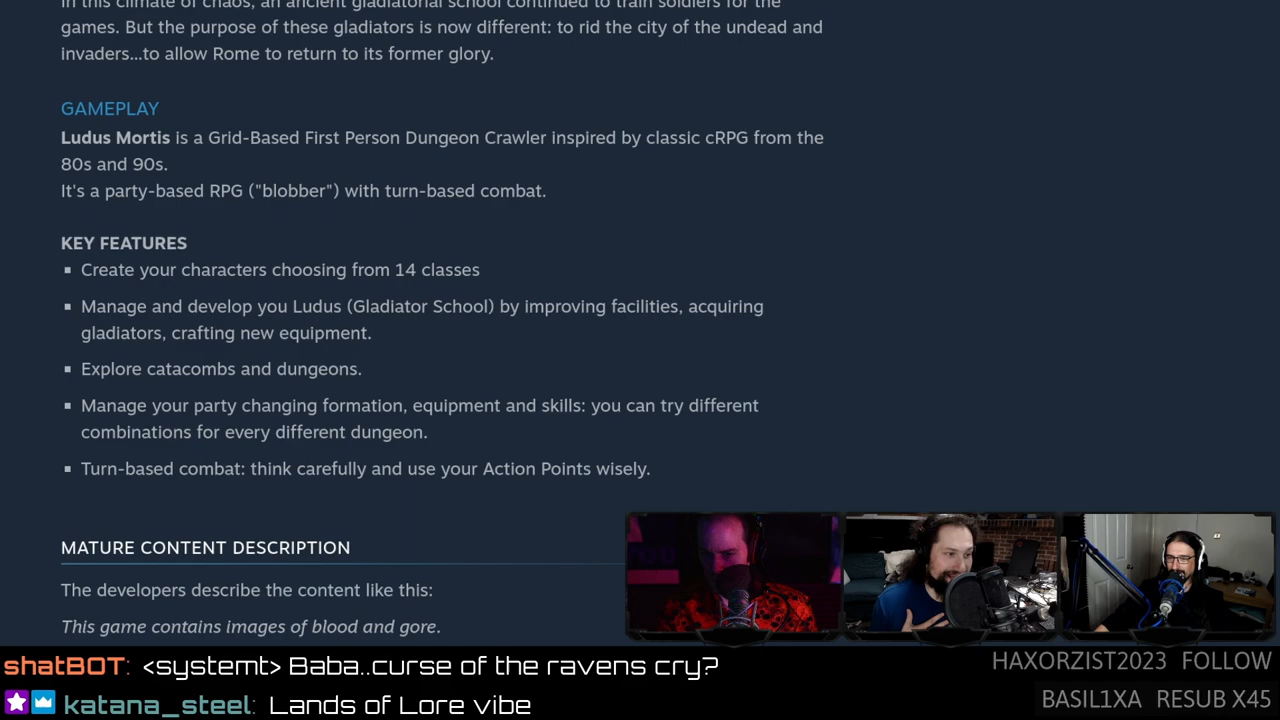 In this climate of chaos, an ancient gladiatorial school continued to train soldiers for the
games. But the purpose of these gladiators is now different: to rid the city of the undead and
invaders...to allow Rome to return to its former glory.
GAMEPLAY
Ludus Mortis is a Grid-Based First Person Dungeon Crawler inspired by classic cRPG from the
80s and 90s.
It's a party-based RPG ("blobber") with turn-based combat.
KEY FEATURES
▪ Create your characters choosing from 14 classes
▪ Manage and develop you Ludus (Gladiator School) by improving facilities, acquiring
gladiators, crafting new equipment.
▪ Explore catacombs and dungeons.
▪ Manage your party changing formation, equipment and skills: you can try different
combinations for every different dungeon.
▪ Turn-based combat: think carefully and use your Action Points wisely.
MATURE CONTENT DESCRIPTION
The developers describe the content like this:
This game contains images of blood and gore.
shatBOT: <systemt> Baba..curse of the ravens cry?
katana_steel: Lands of Lore vibe
HAXORZIST2023 FOLLOW
BASIL1XA RESUB X45